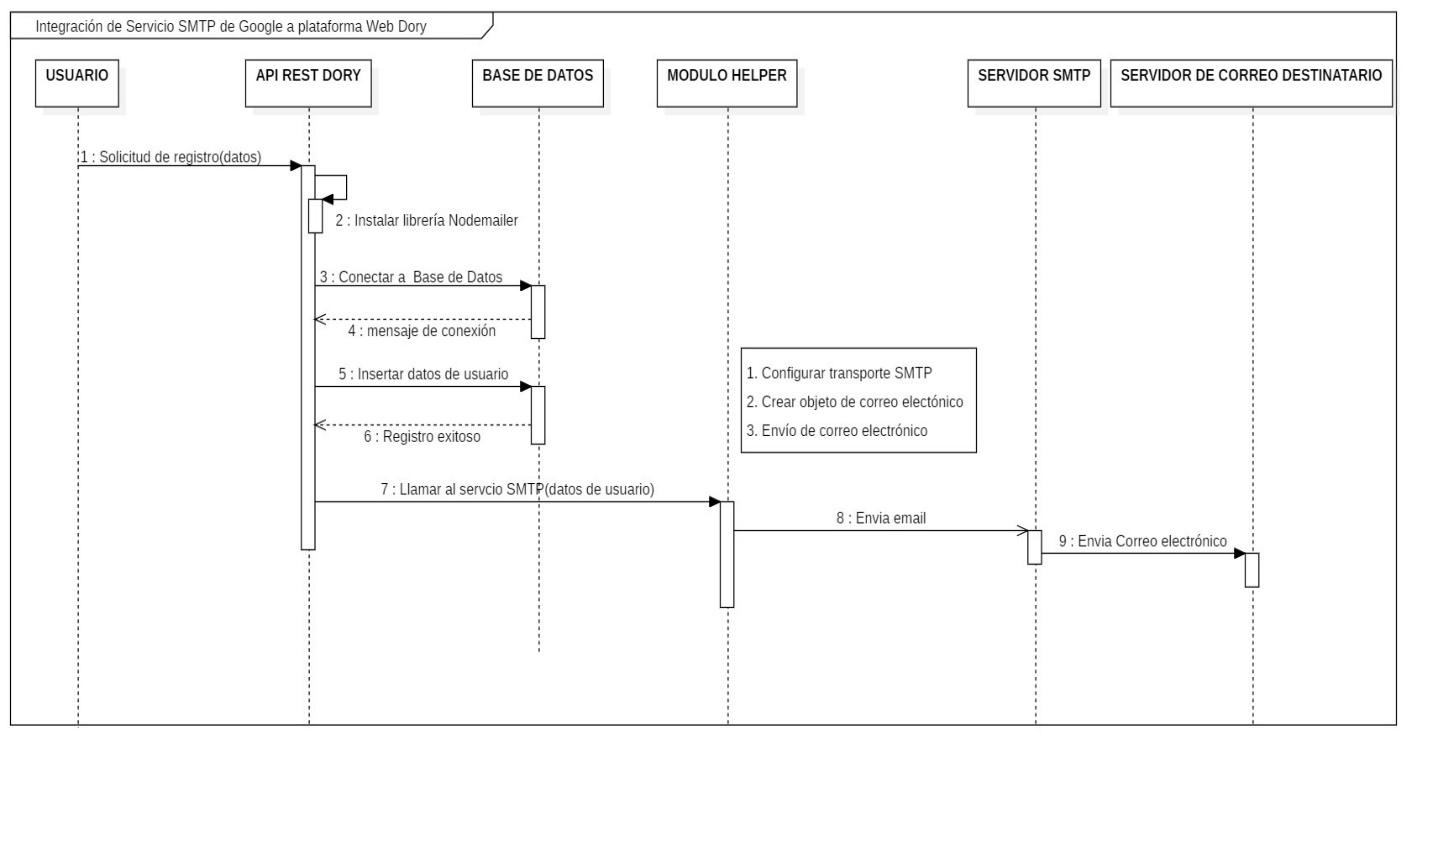 Integración de Servicio SMTP de Google a plataforma Web Dory
USUARIO
API REST DORY
BASE DE DATOS
MODULO HELPER
SERVIDOR SMTP
SERVIDOR DE CORREO DESTINATARIO
1 : Solicitud de registro(datos)
2 : Instalar librería Nodemailer
3 : Conectar a  Base de Datos
4 : mensaje de conexión
5 : Insertar datos de usuario
6 : Registro exitoso
1. Configurar transporte SMTP
2. Crear objeto de correo electónico
3. Envío de correo electrónico
7 : Llamar al servcio SMTP(datos de usuario)
8 : Envia email
9 : Envia Correo electrónico